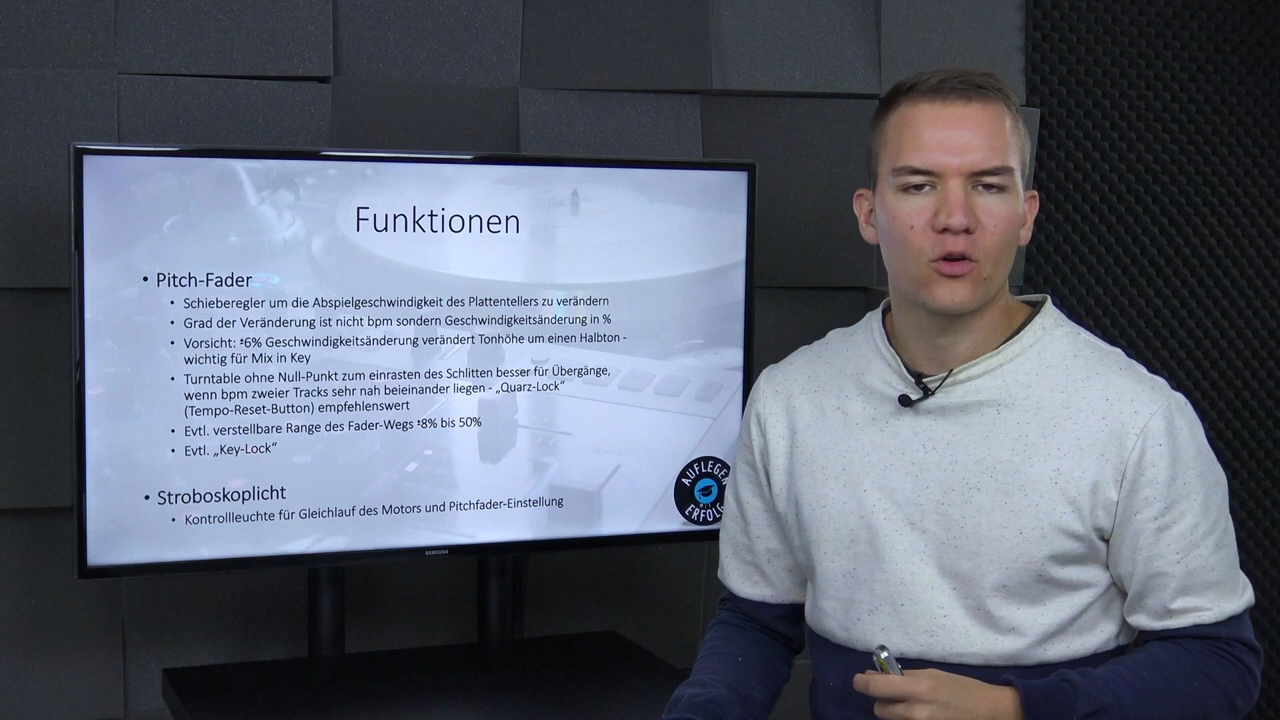 Funktionen
• Pitch-Fader
• Schieberegler um die Abspielgeschwindigkeit des Plattentellers zu verändern
• Grad der Veränderung ist nicht bpm sondern Geschwindigkeitsänderung in %
• Vorsicht: ±6% Geschwindigkeitsänderung verändert Tonhöhe um einen Halbton -
wichtig für Mix in Key
• Turntable ohne Null-Punkt zum einrasten des Schlitten besser für Übergänge,
wenn bpm zweier Tracks sehr nah beieinander liegen - „Quarz-Lock“
(Tempo-Reset-Button) empfehlenswert
• Evtl. verstellbare Range des Fader-Wegs ±8% bis 50%
• Evtl. „Key-Lock“
• Stroboskoplicht
• Kontrollleuchte für Gleichlauf des Motors und Pitchfader-Einstellung
AUFLEGEN
MIT
ERFOLG
SAMSUNG